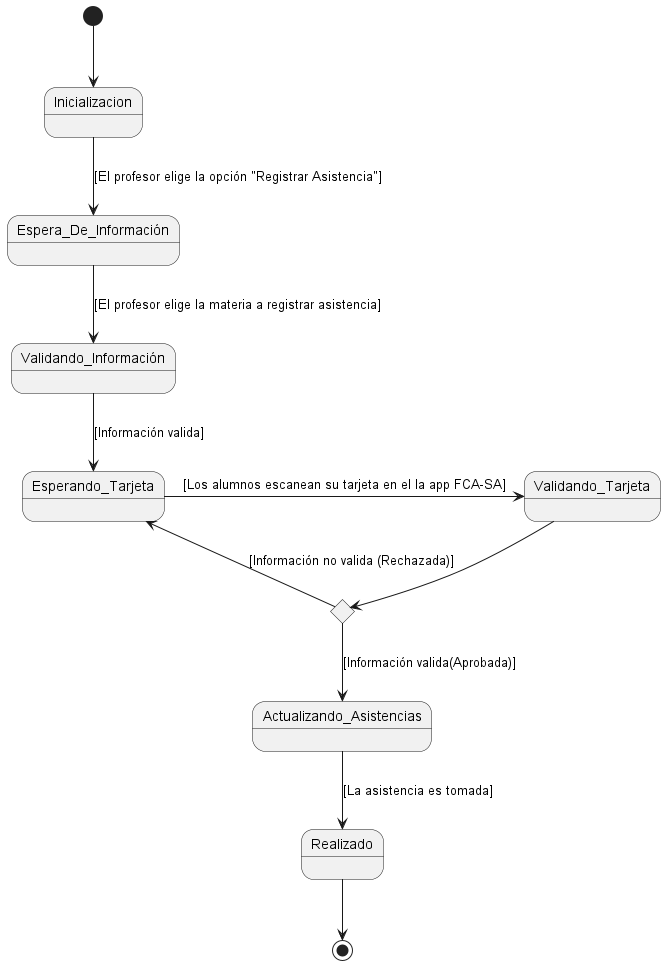 Inicializacion
[El profesor elige la opción "Registrar Asistencia"]
Espera_De_Información
[El profesor elige la materia a registrar asistencia]
Validando_Información
[Información valida]
Esperando_Tarjeta
[Los alumnos escanean su tarjeta en el la app FCA-SA]
Validando_Tarjeta
[Información no valida (Rechazada)]
[Información valida(Aprobada)]
Actualizando_Asistencias
[La asistencia es tomada]
Realizado